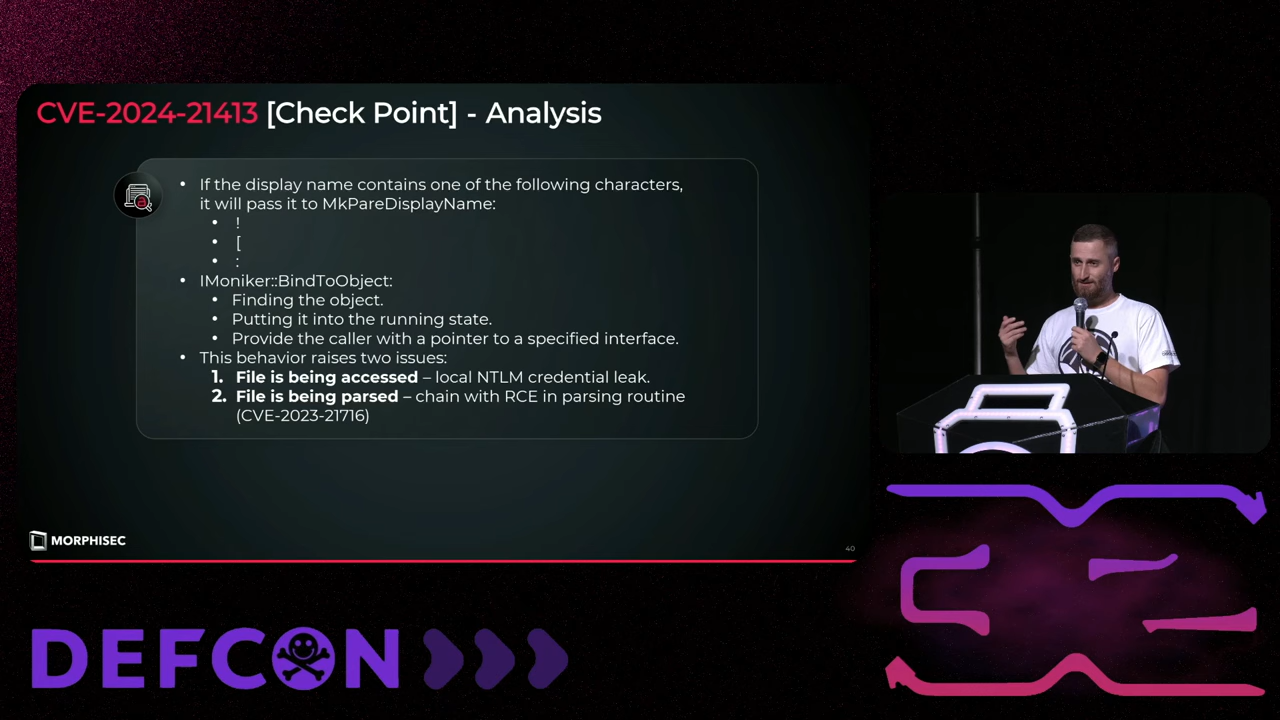 CVE-2024-21413 [Check Point] - Analysis
• If the display name contains one of the following characters,
it will pass it to MkPareDisplayName:
• !
• [
• :
• IMoniker::BindToObject:
• Finding the object.
• Putting it into the running state.
• Provide the caller with a pointer to a specified interface.
• This behavior raises two issues:
1. File is being accessed – local NTLM credential leak.
2. File is being parsed – chain with RCE in parsing routine
(CVE-2023-21716)
MORPHISEC
40
DEFCON